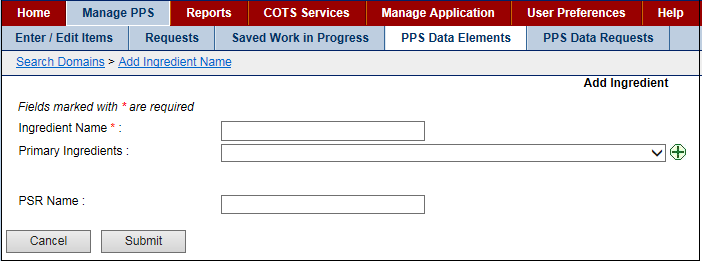 Home Manage PPS Reports COTS Services Manage Application User Preferences Help
Enter / Edit Items Requests Saved Work in Progress PPS Data Elements PPS Data Requests
Search Domains > Add Ingredient Name
Add Ingredient
Fields marked with * are required
Ingredient Name * :
Primary Ingredients :
PSR Name :
Cancel Submit